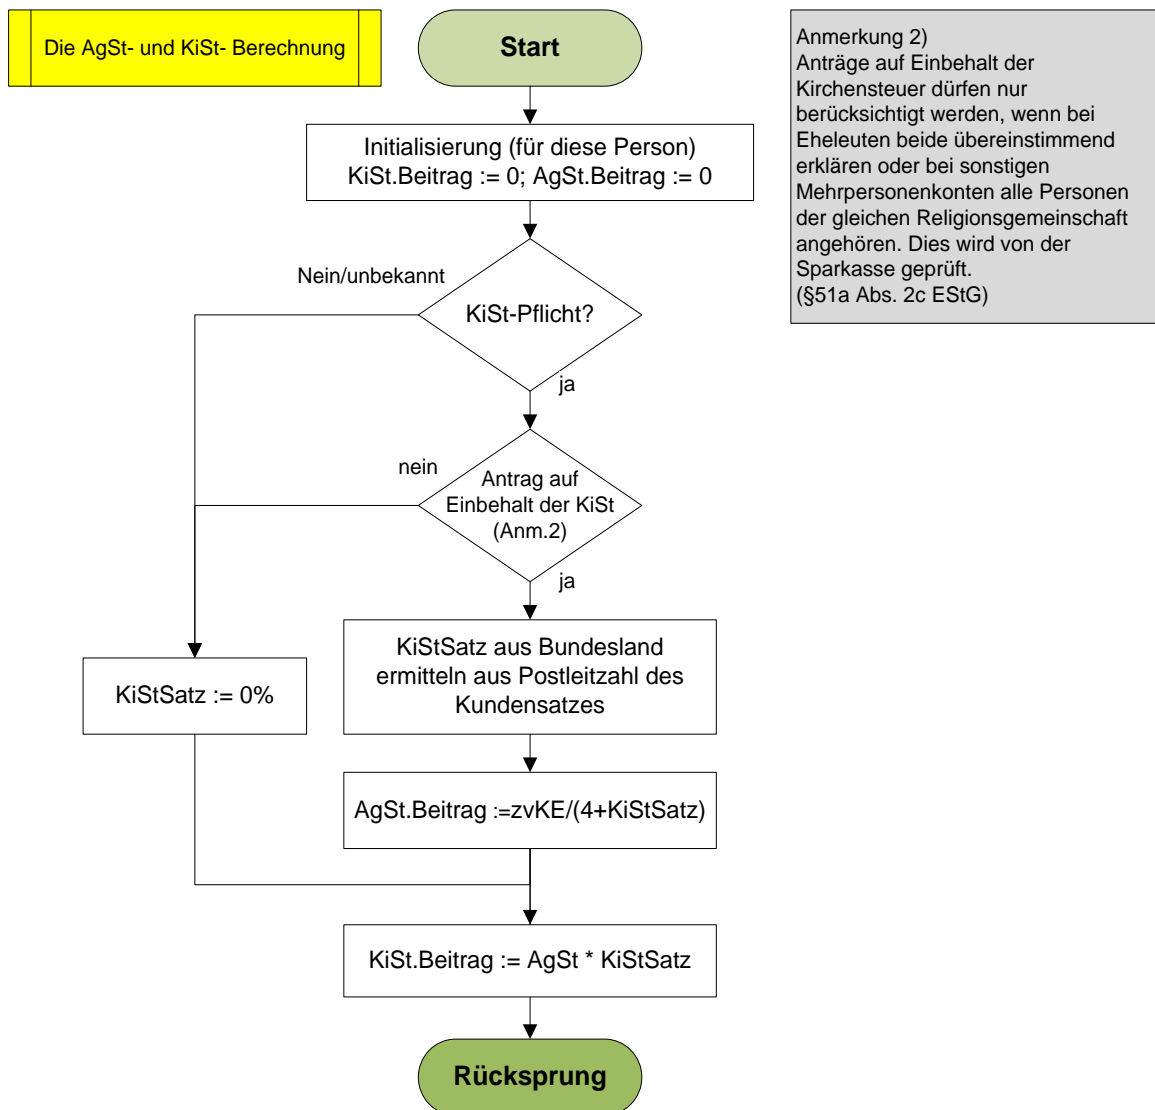 Die AgSt- und KiSt- Berechnung
Start
Initialisierung (für diese Person)
KiSt.Beitrag := 0; AgSt.Beitrag := 0
Nein/unbekannt
KiSt-Pflicht?
ja
nein
Antrag auf
Einbehalt der KiSt
(Anm.2)
ja
KiStSatz aus Bundesland
ermitteln aus Postleitzahl des
Kundensatzes
KiStSatz := 0%
AgSt.Beitrag :=zvKE/(4+KiStSatz)
KiSt.Beitrag := AgSt * KiStSatz
Rücksprung
Anmerkung 2)
Anträge auf Einbehalt der
Kirchensteuer dürfen nur
berücksichtigt werden, wenn bei
Eheleuten beide übereinstimmend
erklären oder bei sonstigen
Mehrpersonenkonten alle Personen
der gleichen Religionsgemeinschaft
angehören. Dies wird von der
Sparkasse geprüft.
(§51a Abs. 2c EStG)